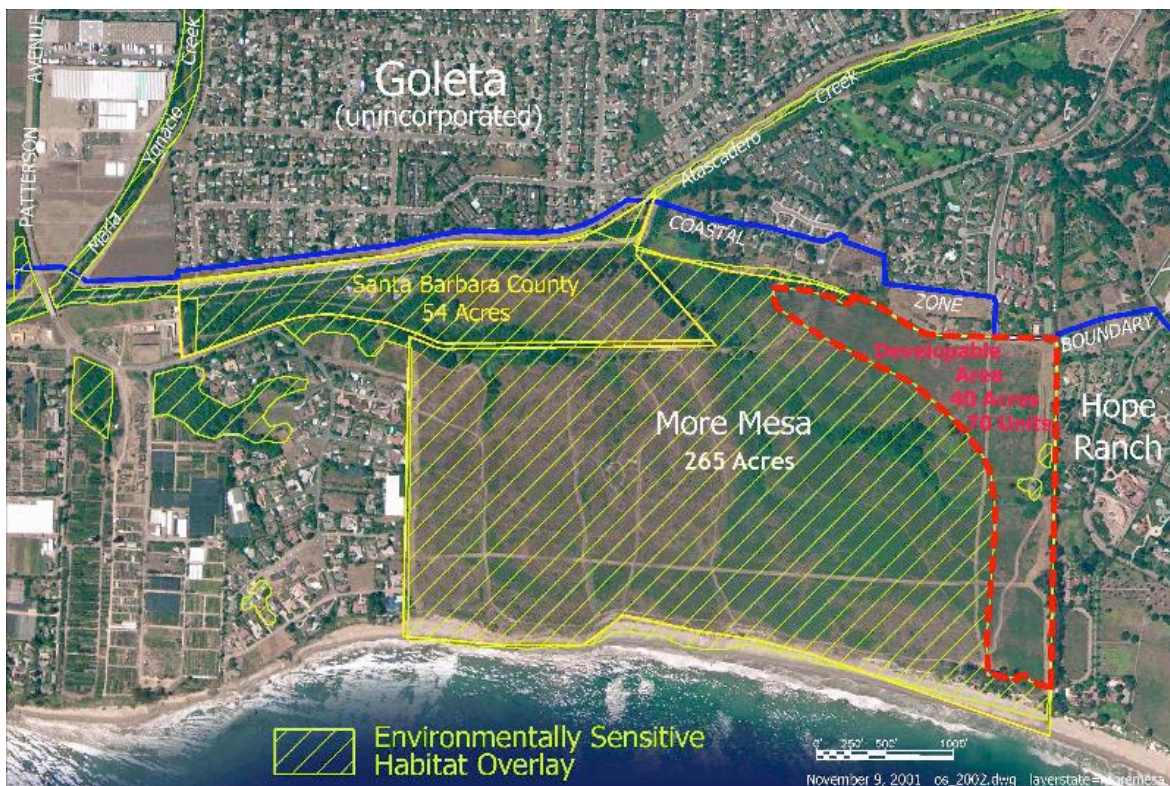 PATTERSON AVENUE
Maria Ygnacio Creek
Goleta
(unincorporated)
Atascadero Creek
COASTAL
ZONE
BOUNDARY
Santa Barbara County
54 Acres
Developable
Area
40 Acres
70 Units
More Mesa
265 Acres
Hope
Ranch
Environmentally Sensitive
Habitat Overlay
0' 250' 500' 1000'
November 9, 2001 os_2002.dwg layerstate=moremesa